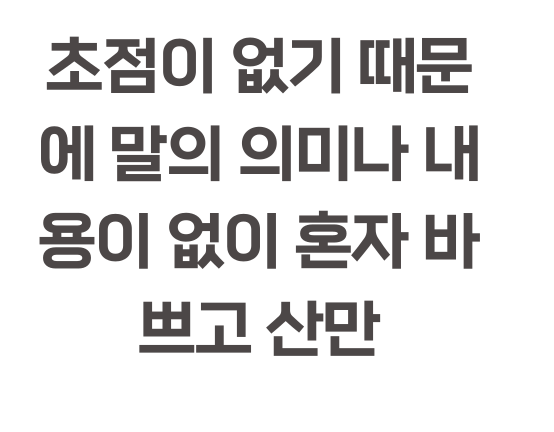 초점이 없기 때문
에 말의 의미나 내
용이 없이 혼자 바
쁘고 산만